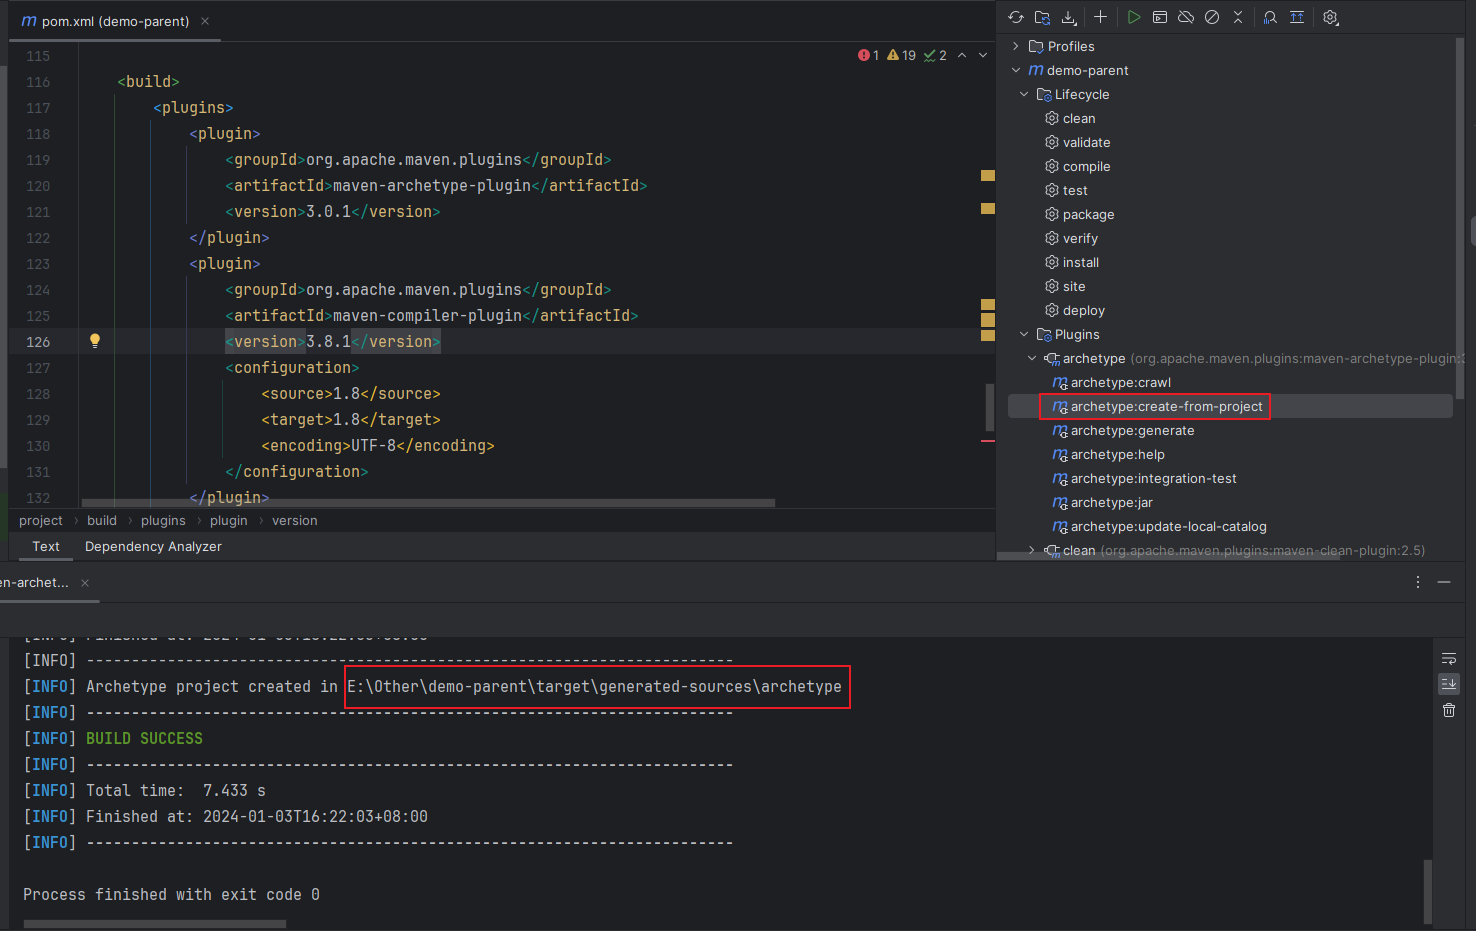 pom.xml (demo-parent)
1 19 2
115
116 <build>
117 <plugins>
118 <plugin>
119 <groupId>org.apache.maven.plugins</groupId>
120 <artifactId>maven-archetype-plugin</artifactId>
121 <version>3.0.1</version>
122 </plugin>
123 <plugin>
124 <groupId>org.apache.maven.plugins</groupId>
125 <artifactId>maven-compiler-plugin</artifactId>
126 <version>3.8.1</version>
127 <configuration>
128 <source>1.8</source>
129 <target>1.8</target>
130 <encoding>UTF-8</encoding>
131 </configuration>
132 </plugin>
project › build › plugins › plugin › version
Text Dependency Analyzer
Profiles
demo-parent
Lifecycle
clean
validate
compile
test
package
verify
install
site
deploy
Plugins
archetype (org.apache.maven.plugins:maven-archetype-plugin:3
archetype:crawl
archetype:create-from-project
archetype:generate
archetype:help
archetype:integration-test
archetype:jar
archetype:update-local-catalog
clean (org.apache.maven.plugins:maven-clean-plugin:2.5)
en-archet...
[INFO] ------------------------------------------------------------------------
[INFO] Archetype project created in E:\Other\demo-parent\target\generated-sources\archetype
[INFO] ------------------------------------------------------------------------
[INFO] BUILD SUCCESS
[INFO] ------------------------------------------------------------------------
[INFO] Total time:  7.433 s
[INFO] Finished at: 2024-01-03T16:22:03+08:00
[INFO] ------------------------------------------------------------------------
Process finished with exit code 0